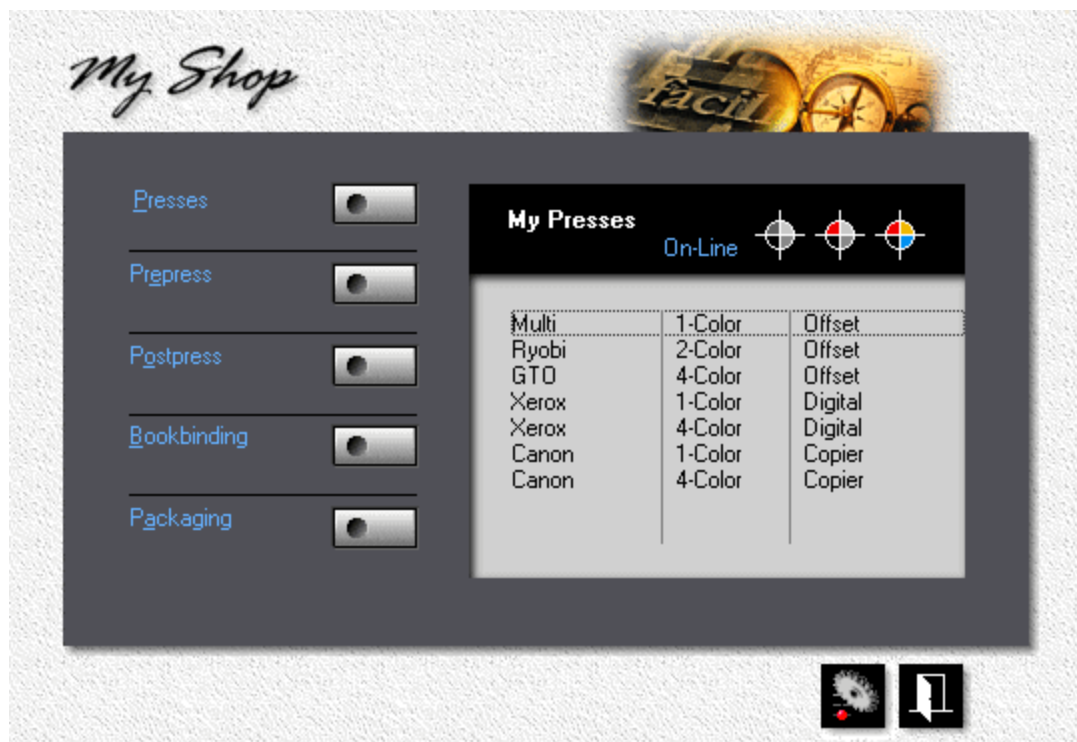 My Shop
facil
Presses
Prepress
Postpress
Bookbinding
Packaging
My Presses
On-Line
Multi 1-Color Offset
Ryobi 2-Color Offset
GTO 4-Color Offset
Xerox 1-Color Digital
Xerox 4-Color Digital
Canon 1-Color Copier
Canon 4-Color Copier